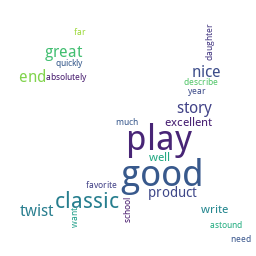 far
daughter
great
quickly
nice
end
absolutely
describe
year
story
much
excellent
play
well
good
favorite
product
classic
school
twist
want
write
astound
need